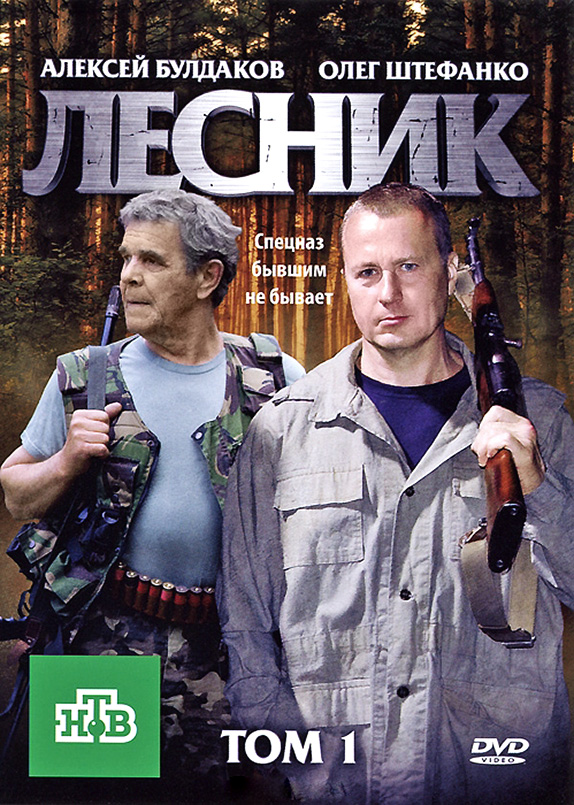 АЛЕКСЕЙ БУЛДАКОВ ОЛЕГ ШТЕФАНКО
ЛЕСНИК
Спецназ
бывшим
не бывает
НТВ
ТОМ 1
DVD
VIDEO